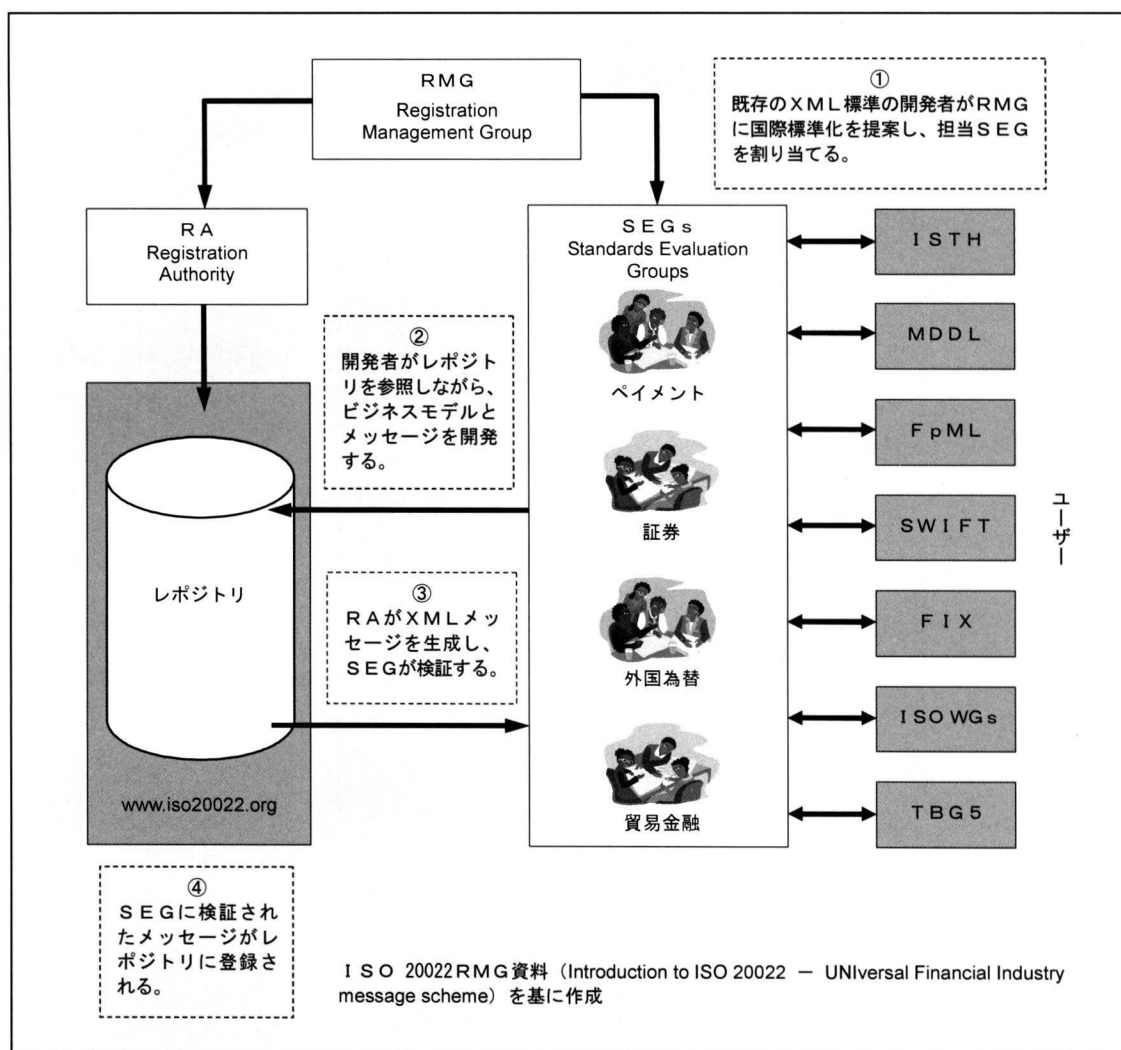 RMG
Registration
Management Group
①
既存のXML標準の開発者がRMG
に国際標準化を提案し、担当SEG
を割り当てる。
RA
Registration
Authority
SEGs
Standards Evaluation
Groups
ペイメント
証券
外国為替
貿易金融
ISTH
MDDL
FpML
SWIFT
FIX
ISO WGs
TBG5
ユーザー
②
開発者がレポジト
リを参照しながら、
ビジネスモデルと
メッセージを開発
する。
レポジトリ
③
RAがXMLメッ
セージを生成し、
SEGが検証する。
www.iso20022.org
④
SEGに検証され
たメッセージがレ
ポジトリに登録さ
れる。
ISO 20022RMG資料（Introduction to ISO 20022 － UNIversal Financial Industry
message scheme）を基に作成